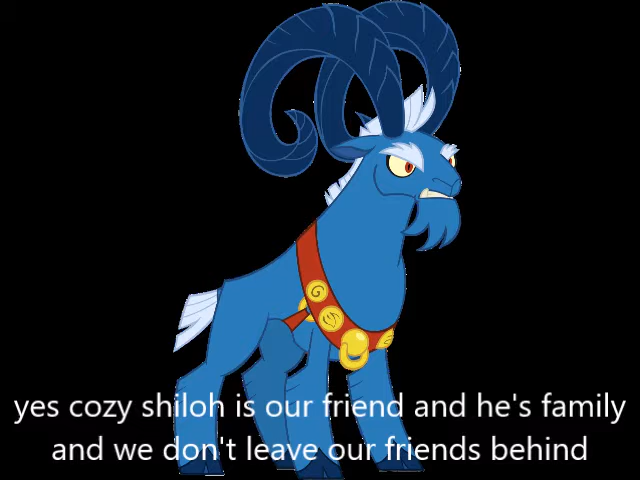 yes cozy shiloh is our friend and he's family
and we don't leave our friends behind